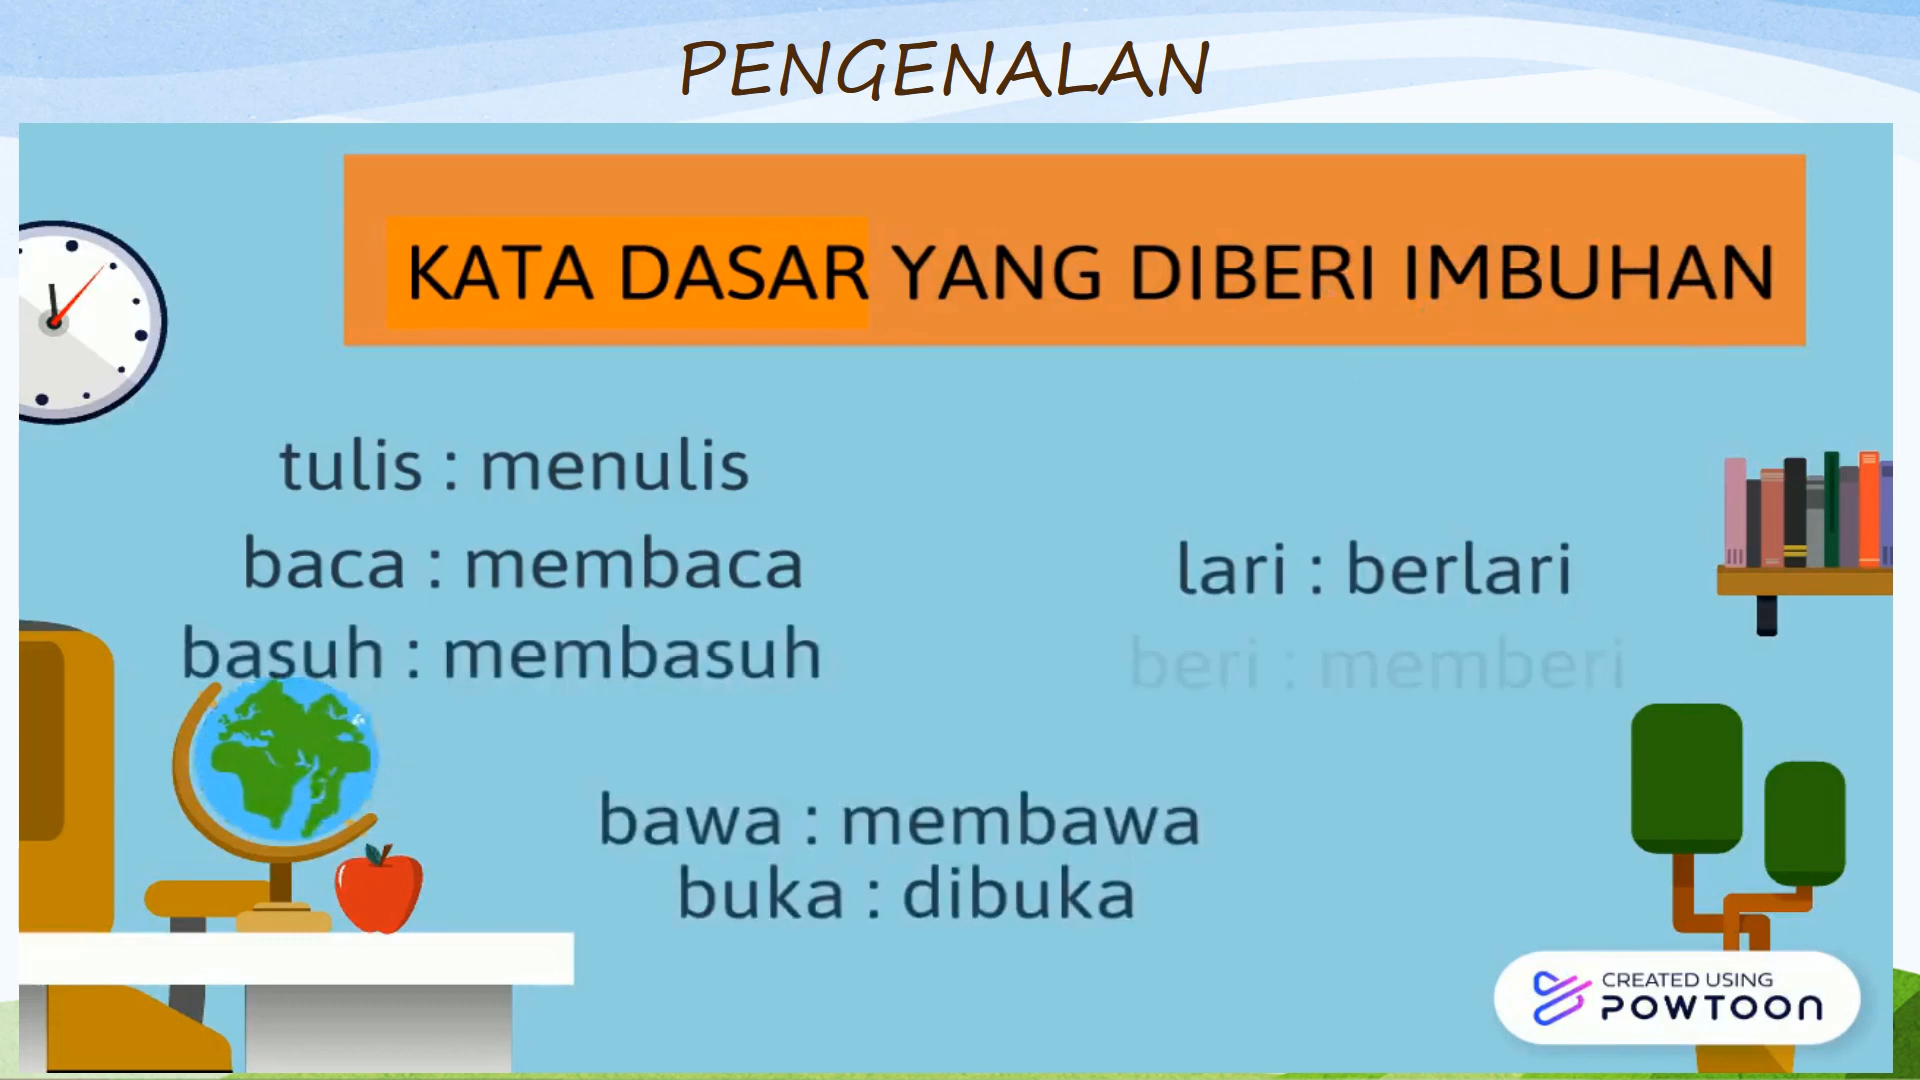 PENGENALAN
KATA DASAR YANG DIBERI IMBUHAN
tulis : menulis
baca : membaca
basuh : membasuh
lari : berlari
beri : memberi
bawa : membawa
buka : dibuka
CREATED USING
POWTOON